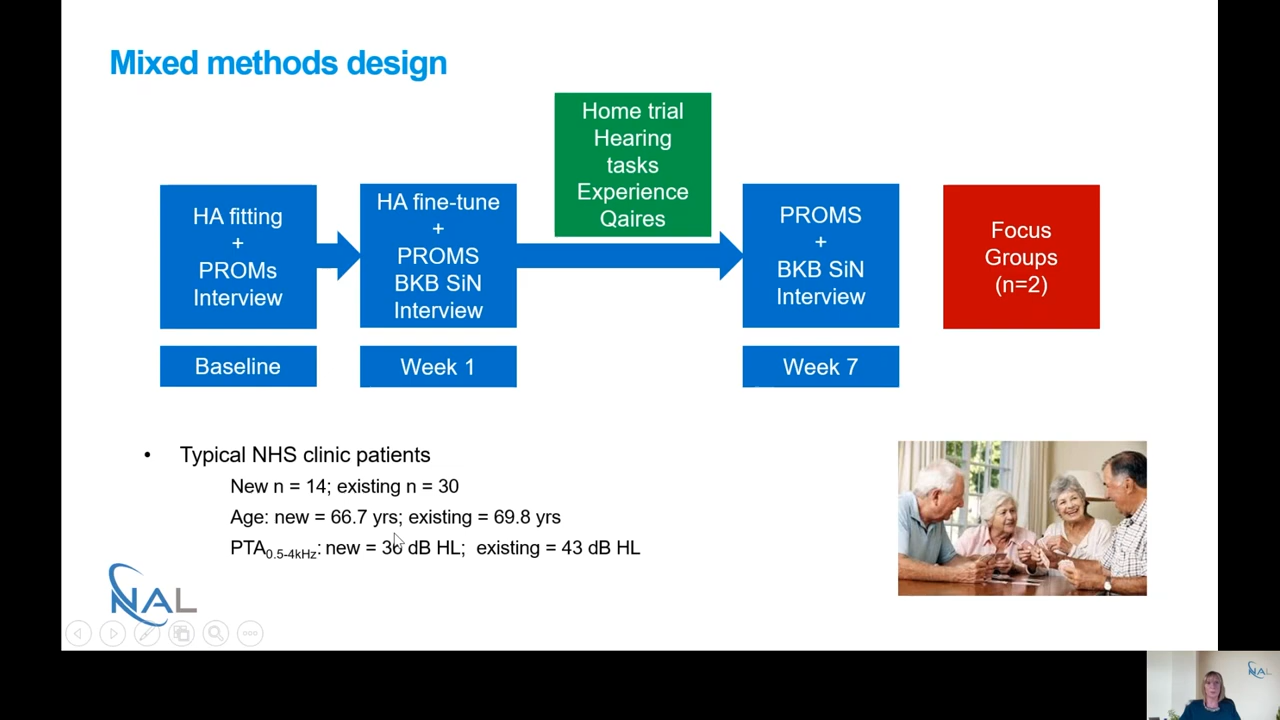 Mixed methods design
HA fitting
+
PROMs
Interview
Baseline
HA fine-tune
+
PROMS
BKB SiN
Interview
Week 1
Home trial
Hearing
tasks
Experience
Qaires
PROMS
+
BKB SiN
Interview
Week 7
Focus
Groups
(n=2)
• Typical NHS clinic patients
New n = 14; existing n = 30
Age: new = 66.7 yrs; existing = 69.8 yrs
PTA0.5-4kHz: new = 36 dB HL; existing = 43 dB HL
NAL
NAL